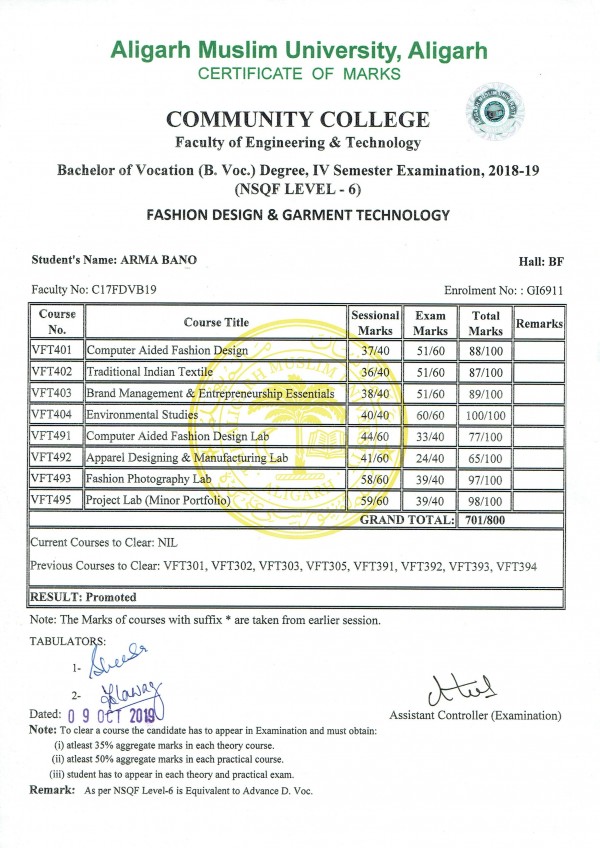 Aligarh Muslim University, Aligarh
CERTIFICATE OF MARKS
COMMUNITY COLLEGE
Faculty of Engineering & Technology
Bachelor of Vocation (B. Voc.) Degree, IV Semester Examination, 2018-19
(NSQF LEVEL - 6)
FASHION DESIGN & GARMENT TECHNOLOGY
Student's Name: ARMA BANO Hall: BF
Faculty No: C17FDVB19 Enrolment No: : GI6911
Course No. Course Title Sessional Marks Exam Marks Total Marks Remarks
VFT401 Computer Aided Fashion Design 37/40 51/60 88/100
VFT402 Traditional Indian Textile 36/40 51/60 87/100
VFT403 Brand Management & Entrepreneurship Essentials 38/40 51/60 89/100
VFT404 Environmental Studies 40/40 60/60 100/100
VFT491 Computer Aided Fashion Design Lab 44/60 33/40 77/100
VFT492 Apparel Designing & Manufacturing Lab 41/60 24/40 65/100
VFT493 Fashion Photography Lab 58/60 39/40 97/100
VFT495 Project Lab (Minor Portfolio) 59/60 39/40 98/100
GRAND TOTAL: 701/800
Current Courses to Clear: NIL
Previous Courses to Clear: VFT301, VFT302, VFT303, VFT305, VFT391, VFT392, VFT393, VFT394
RESULT: Promoted
Note: The Marks of courses with suffix * are taken from earlier session.
TABULATORS:
1-
2-
Dated: 09 OCT 2019
Assistant Controller (Examination)
Note: To clear a course the candidate has to appear in Examination and must obtain:
(i) atleast 35% aggregate marks in each theory course.
(ii) atleast 50% aggregate marks in each practical course.
(iii) student has to appear in each theory and practical exam.
Remark: As per NSQF Level-6 is Equivalent to Advance D. Voc.
ALIGARH MUSLIM
ALIGARH